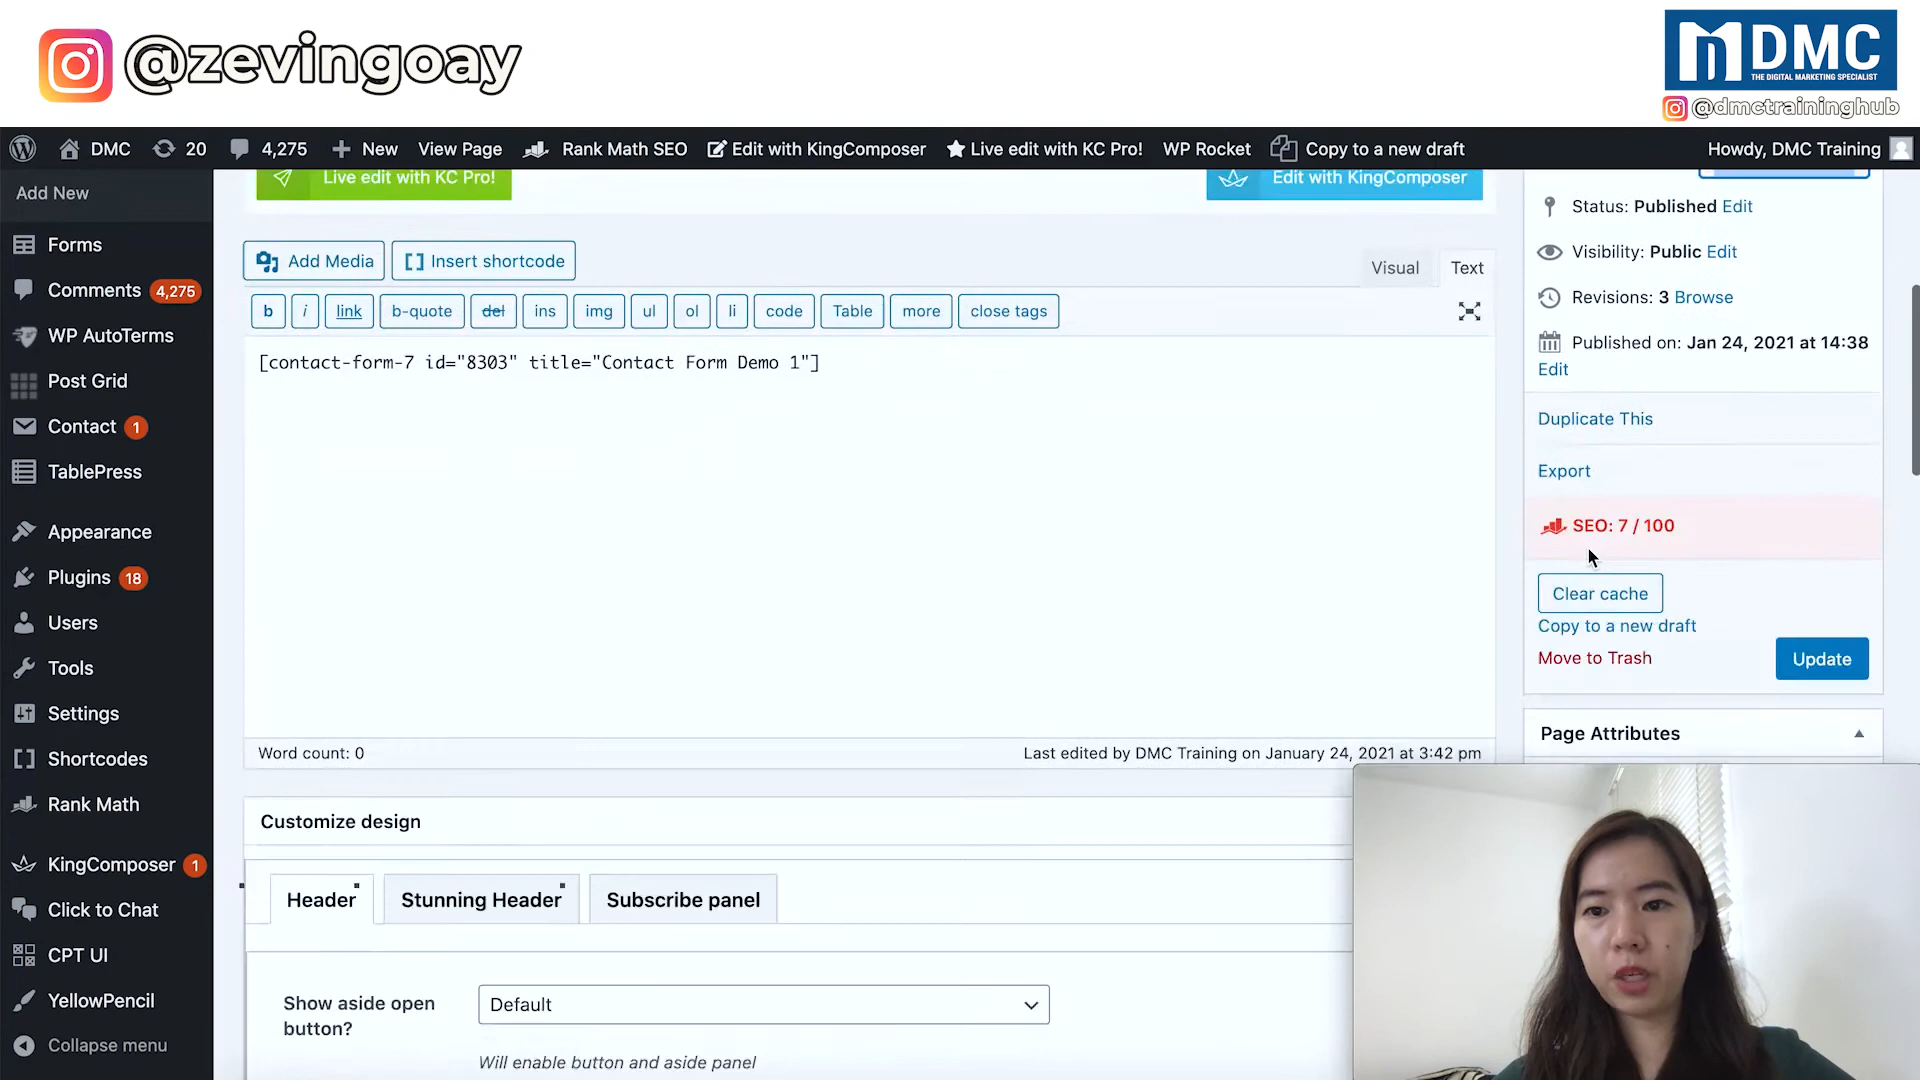 @zevingoay
DMC
THE DIGITAL MARKETING SPECIALIST
@dmctraininghub
DMC 20 4,275 New View Page Rank Math SEO Edit with KingComposer Live edit with KC Pro! WP Rocket Copy to a new draft Howdy, DMC Training
Add New
Forms
Comments 4,275
WP AutoTerms
Post Grid
Contact 1
TablePress
Appearance
Plugins 18
Users
Tools
Settings
Shortcodes
Rank Math
KingComposer 1
Click to Chat
CPT UI
YellowPencil
Collapse menu
Live edit with KC Pro! Edit with KingComposer
Add Media [ ] Insert shortcode Visual Text
b i link b-quote del ins img ul ol li code Table more close tags
[contact-form-7 id="8303" title="Contact Form Demo 1"]
Word count: 0 Last edited by DMC Training on January 24, 2021 at 3:42 pm
Customize design
Header Stunning Header Subscribe panel
Show aside open
button?
Default
Will enable button and aside panel
Status: Published Edit
Visibility: Public Edit
Revisions: 3 Browse
Published on: Jan 24, 2021 at 14:38
Edit
Duplicate This
Export
SEO: 7 / 100
Clear cache
Copy to a new draft
Move to Trash Update
Page Attributes